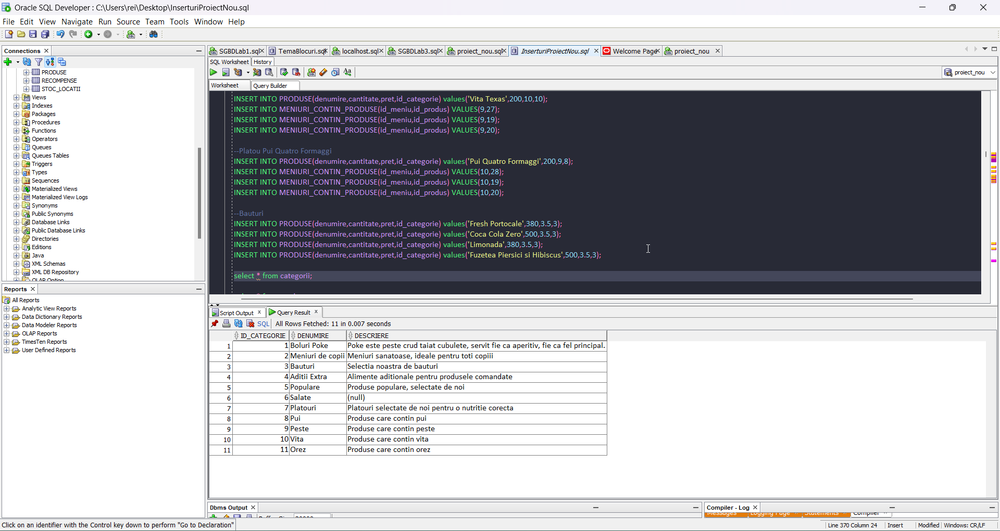 Oracle SQL Developer : C:\Users\rei\Desktop\InserturiProiectNou.sql
File Edit View Navigate Run Source Team Tools Window Help
Connections
PRODUSE
RECOMPENSE
STOC_LOCATII
Views
Indexes
Packages
Procedures
Functions
Operators
Queues
Queues Tables
Triggers
Types
Sequences
Materialized Views
Materialized View Logs
Synonyms
Public Synonyms
Database Links
Public Database Links
Directories
Editions
Java
XML Schemas
XML DB Repository
OLAP Option
Reports
All Reports
Analytic View Reports
Data Dictionary Reports
Data Modeler Reports
OLAP Reports
TimesTen Reports
User Defined Reports
SGBDLab1.sql TemaBlocuri.sql localhost.sql SGBDLab3.sql proiect_nou.sql InserturiProiectNou.sql Welcome Page proiect_nou
SQL Worksheet History
proiect_nou
Worksheet Query Builder
INSERT INTO PRODUSE(denumire,cantitate,pret,id_categorie) values('Vita Texas',200,10,10);
INSERT INTO MENIURI_CONTIN_PRODUSE(id_meniu,id_produs) VALUES(9,27);
INSERT INTO MENIURI_CONTIN_PRODUSE(id_meniu,id_produs) VALUES(9,19);
INSERT INTO MENIURI_CONTIN_PRODUSE(id_meniu,id_produs) VALUES(9,20);
--Platou Pui Quatro Formaggi
INSERT INTO PRODUSE(denumire,cantitate,pret,id_categorie) values('Pui Quatro Formaggi',200,9,8);
INSERT INTO MENIURI_CONTIN_PRODUSE(id_meniu,id_produs) VALUES(10,28);
INSERT INTO MENIURI_CONTIN_PRODUSE(id_meniu,id_produs) VALUES(10,19);
INSERT INTO MENIURI_CONTIN_PRODUSE(id_meniu,id_produs) VALUES(10,20);
--Bauturi
INSERT INTO PRODUSE(denumire,cantitate,pret,id_categorie) values('Fresh Portocale',380,3.5,3);
INSERT INTO PRODUSE(denumire,cantitate,pret,id_categorie) values('Coca Cola Zero',500,3.5,3);
INSERT INTO PRODUSE(denumire,cantitate,pret,id_categorie) values('Limonada',380,3.5,3);
INSERT INTO PRODUSE(denumire,cantitate,pret,id_categorie) values('Fuzetea Piersici si Hibiscus',500,3.5,3);
select * from categorii;
Script Output Query Result
SQL All Rows Fetched: 11 in 0.007 seconds
ID_CATEGORIE DENUMIRE DESCRIERE
1 1 Boluri Poke Poke este peste crud taiat cubulete, servit fie ca aperitiv, fie ca fel principal.
2 2 Meniuri de copii Meniuri sanatoase, ideale pentru toti copiii
3 3 Bauturi Selectia noastra de bauturi
4 4 Aditii Extra Alimente aditionale pentru produsele comandate
5 5 Populare Produse populare, selectate de noi
6 6 Salate (null)
7 7 Platouri Platouri selectate de noi pentru o nutritie corecta
8 8 Pui Produse care contin pui
9 9 Peste Produse care contin peste
10 10 Vita Produse care contin vita
11 11 Orez Produse care contin orez
Dbms Output
Compiler - Log
Messages Logging Page Statements Compiler
Click on an identifier with the Control key down to perform "Go to Declaration"
Line 370 Column 24 Insert Modified Windows: CR/LF